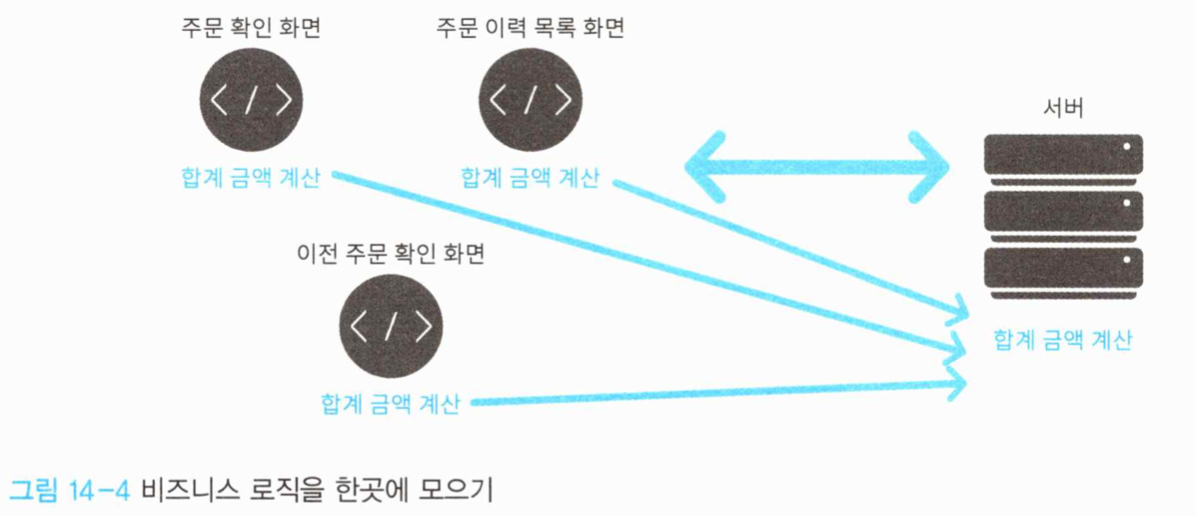 주문 확인 화면
주문 이력 목록 화면
서버
합계 금액 계산
합계 금액 계산
이전 주문 확인 화면
합계 금액 계산
합계 금액 계산
그림 14-4 비즈니스 로직을 한곳에 모으기